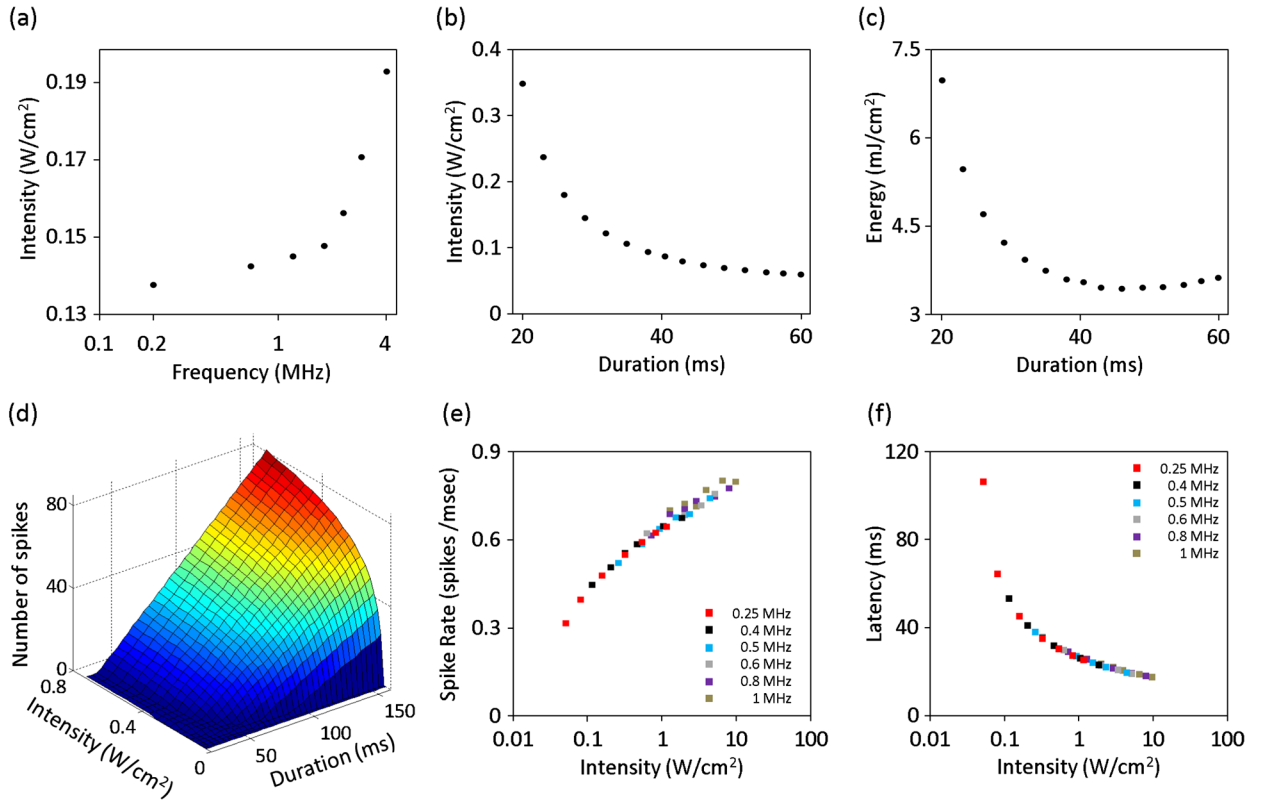 (a)
Intensity (W/cm²)
0.19
0.17
0.15
0.13
0.1 0.2 1 4
Frequency (MHz)
(b)
Intensity (W/cm²)
0.4
0.3
0.2
0.1
0
20 40 60
Duration (ms)
(c)
Energy (mJ/cm²)
7.5
6
4.5
3
20 40 60
Duration (ms)
(d)
Number of spikes
80
40
0
0.8
0.4
0
Intensity (W/cm²)
50
100
150
Duration (ms)
(e)
Spike Rate (spikes /msec)
0.9
0.6
0.3
0
0.25 MHz
0.4 MHz
0.5 MHz
0.6 MHz
0.8 MHz
1 MHz
0.01 0.1 1 10 100
Intensity (W/cm²)
(f)
Latency (ms)
120
80
40
0
0.25 MHz
0.4 MHz
0.5 MHz
0.6 MHz
0.8 MHz
1 MHz
0.01 0.1 1 10 100
Intensity (W/cm²)